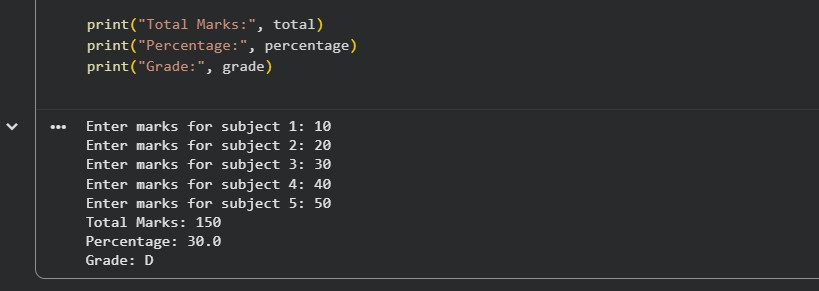 print("Total Marks:", total)
print("Percentage:", percentage)
print("Grade:", grade)
Enter marks for subject 1: 10
Enter marks for subject 2: 20
Enter marks for subject 3: 30
Enter marks for subject 4: 40
Enter marks for subject 5: 50
Total Marks: 150
Percentage: 30.0
Grade: D